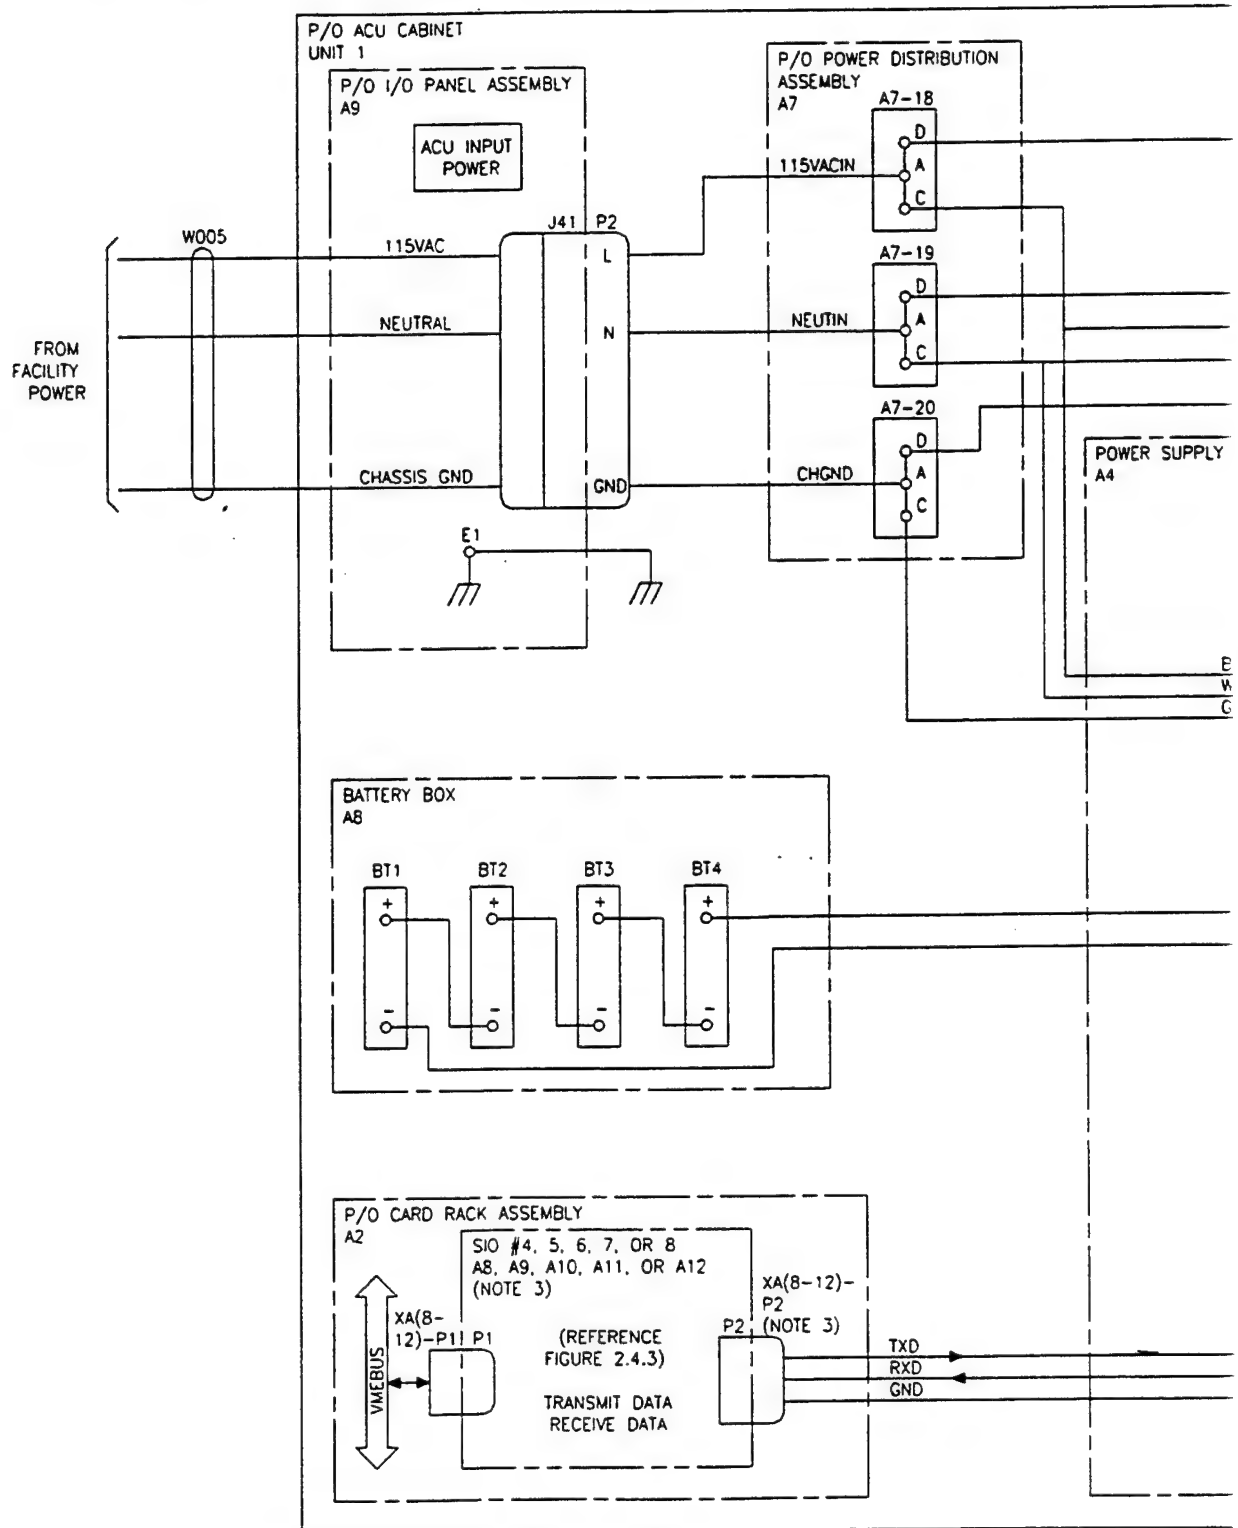 P/O ACU CABINET
UNIT 1
P/O I/O PANEL ASSEMBLY
A9
ACU INPUT
POWER
P/O POWER DISTRIBUTION
ASSEMBLY
A7
A7-18
D
A
C
115VACIN
J41 P2
W005
115VAC
L
A7-19
D
A
C
NEUTRAL
N
NEUTIN
FROM
FACILITY
POWER
A7-20
D
A
C
CHASSIS GND
GND
CHGND
E1
POWER SUPPLY
A4
B
W
G
BATTERY BOX
A8
BT1 BT2 BT3 BT4
+ + + +
- - - -
P/O CARD RACK ASSEMBLY
A2
SIO #4, 5, 6, 7, OR 8
A8, A9, A10, A11, OR A12
(NOTE 3)
XA(8-
12)-P1 P1
VMEBUS
(REFERENCE
FIGURE 2.4.3)
TRANSMIT DATA
RECEIVE DATA
XA(8-12)-
P2
(NOTE 3)
P2
TXD
RXD
GND